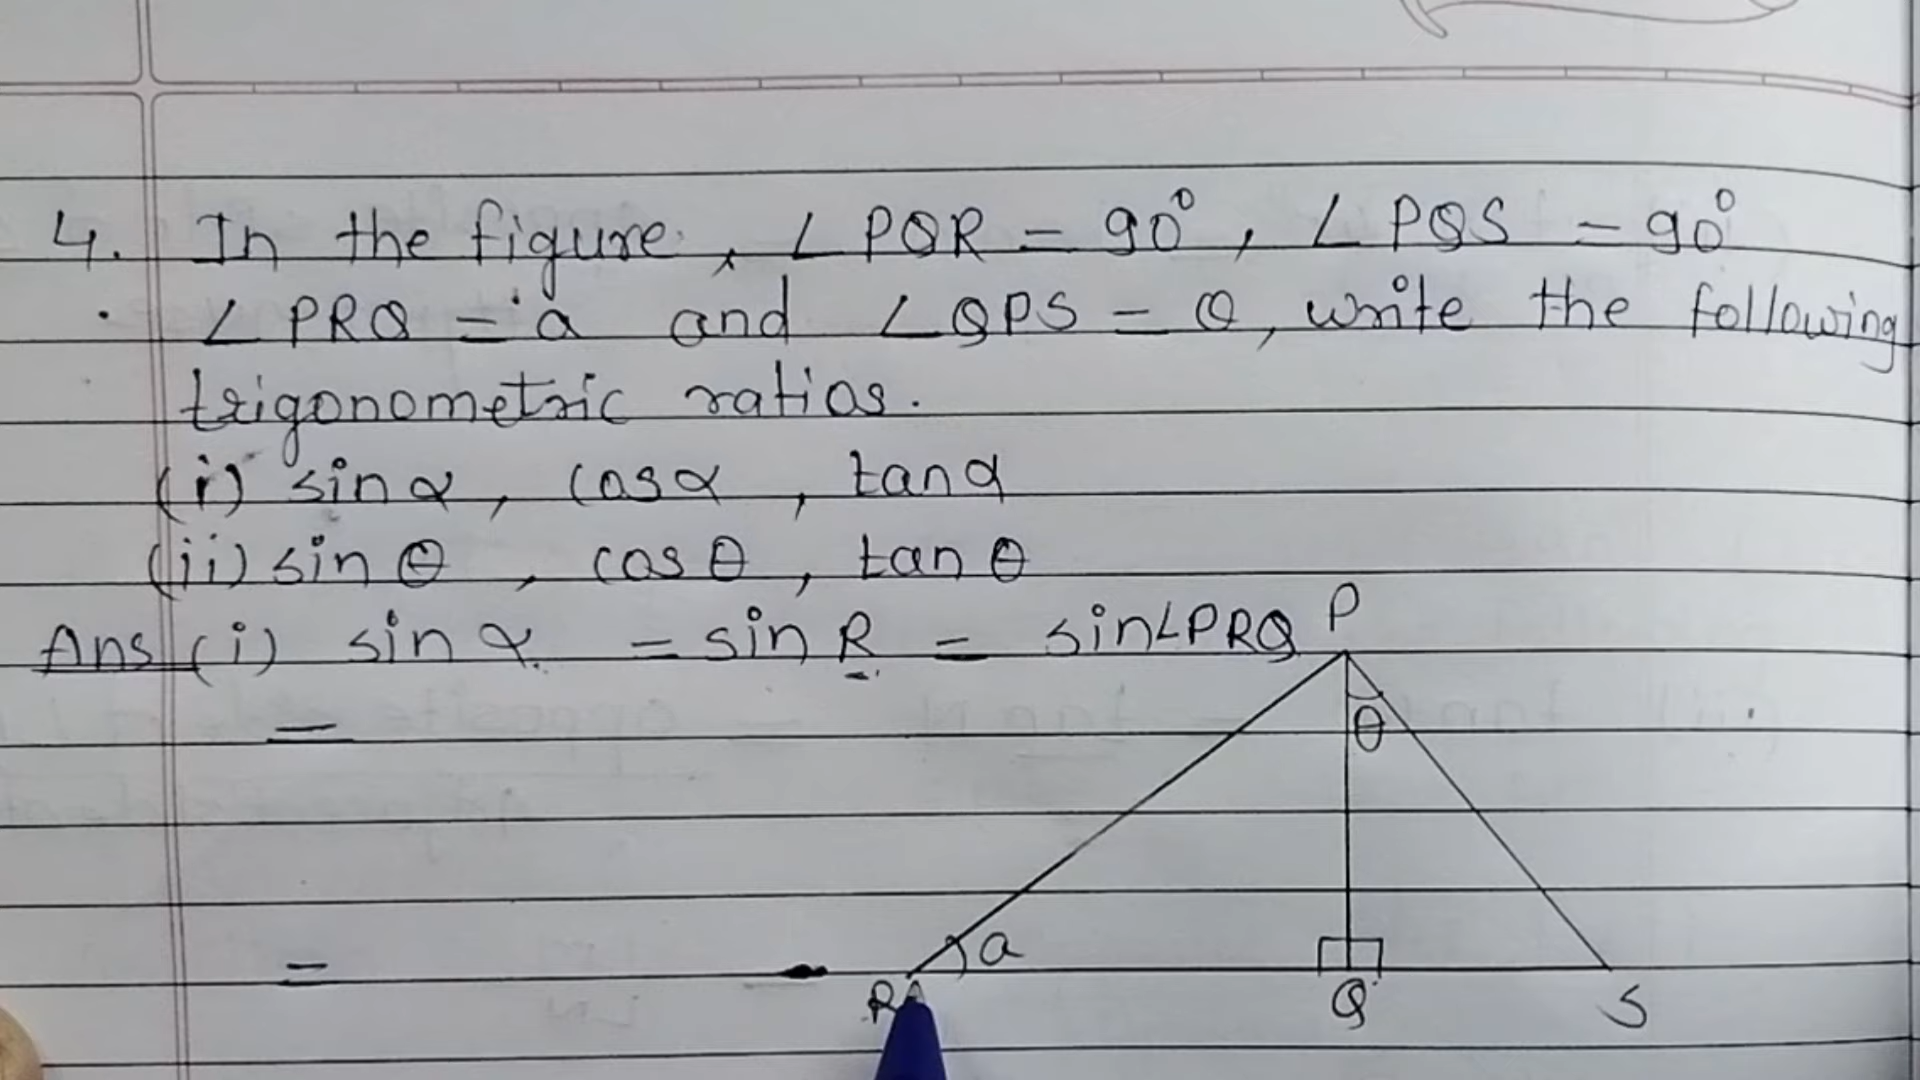 4. In the figure, ∠PQR = 90°, ∠PQS = 90°
∠PRQ = a and ∠QPS = θ, write the following
trigonometric ratios.
(i) sin α, cos α, tan α
(ii) sin θ, cos θ, tan θ
Ans (i) sin α = sin R = sin∠PRQ
P
=
θ
a
=
R
Q
S